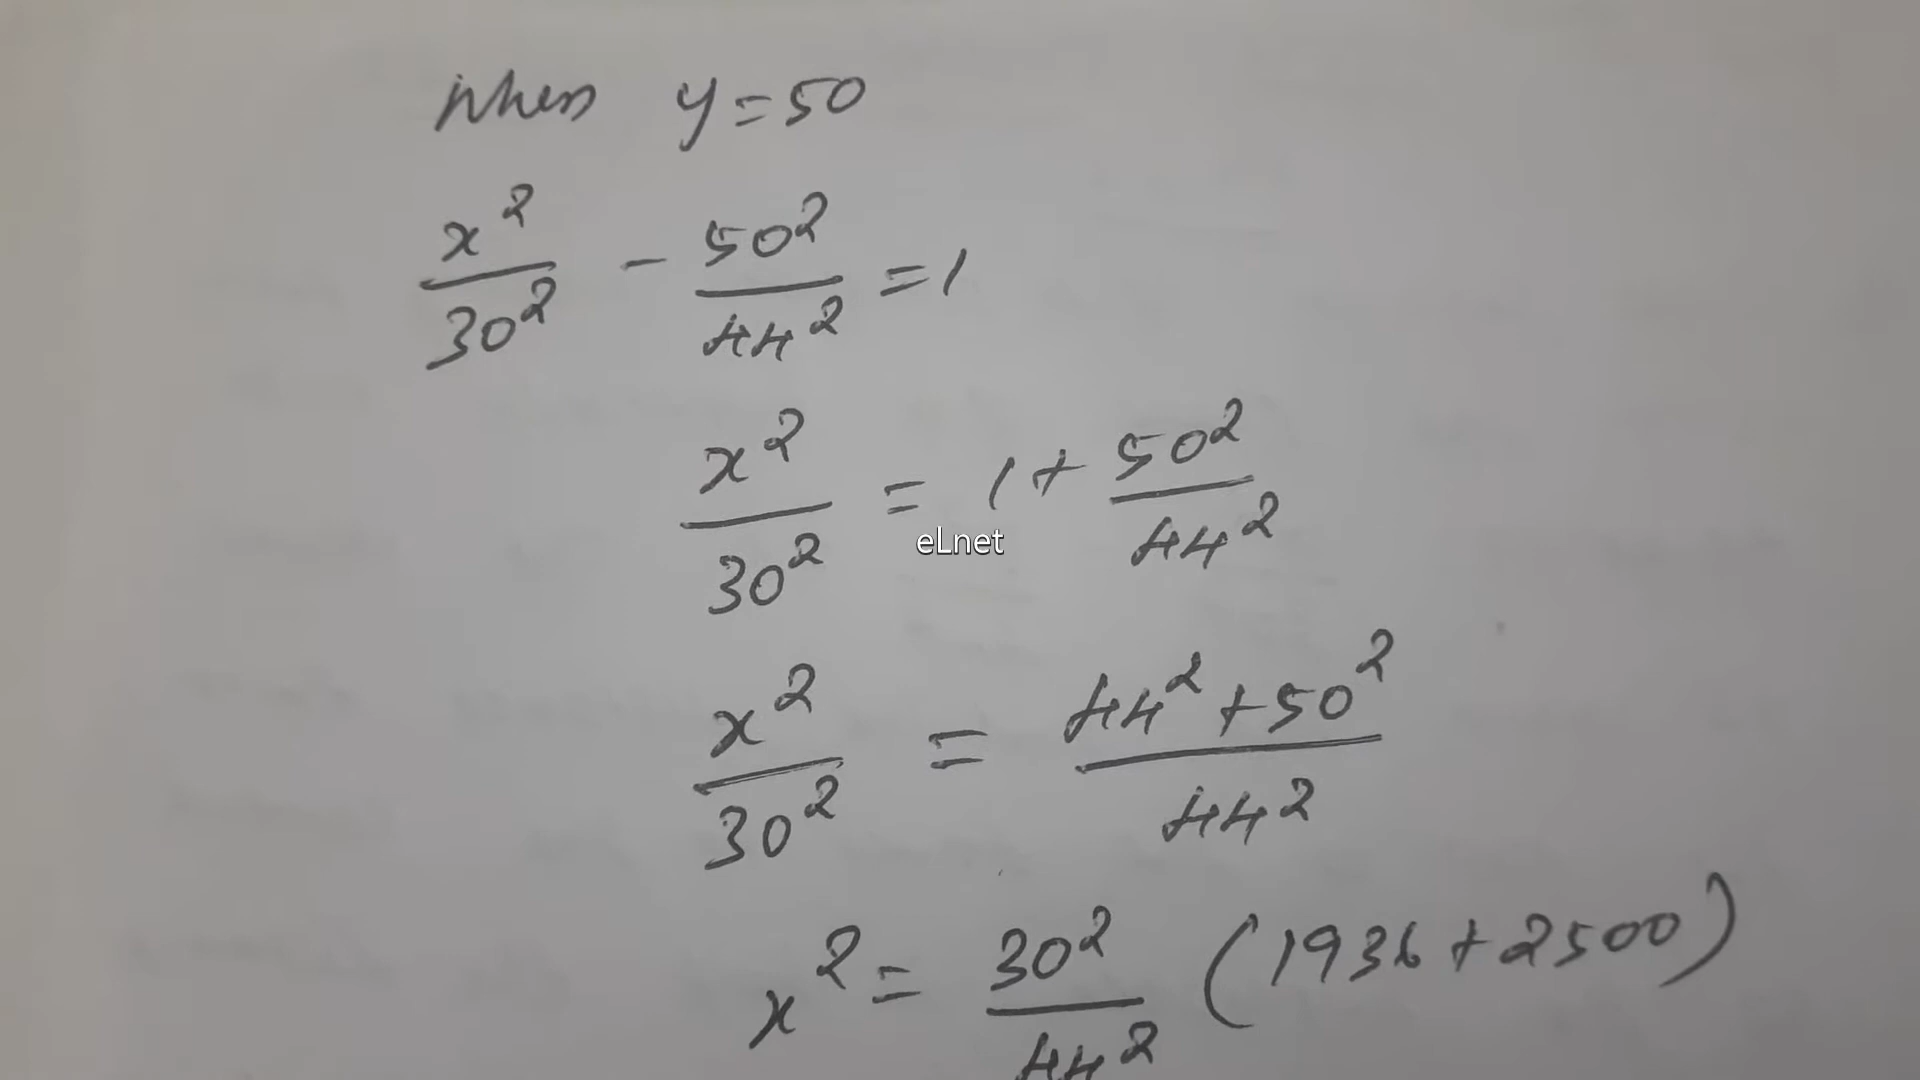 When y = 50
x²/30² - 50²/44² = 1
x²/30² = 1 + 50²/44²
eLnet
x²/30² = 44² + 50²/44²
x² = 30²/44² (1936 + 2500)